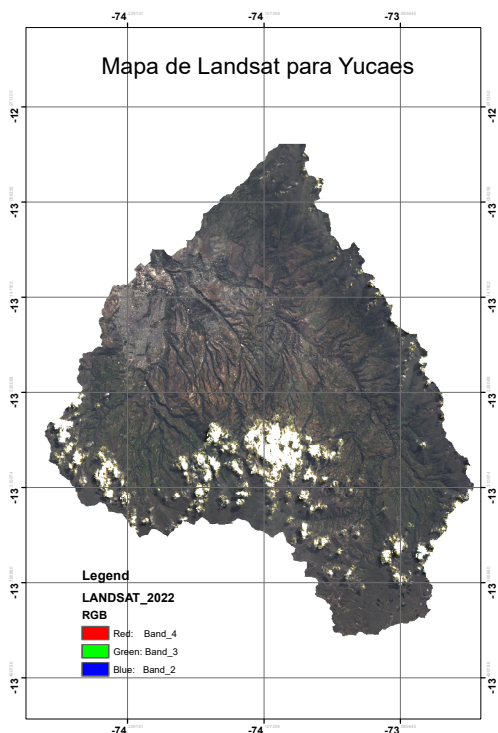 -74 -74 -73
Mapa de Landsat para Yucaes
-12 -12
-13 -13
-13 -13
-13 -13
-13 -13
-13 -13
-13 -13
Legend
LANDSAT_2022
RGB
Red: Band_4
Green: Band_3
Blue: Band_2
-74 -74 -73